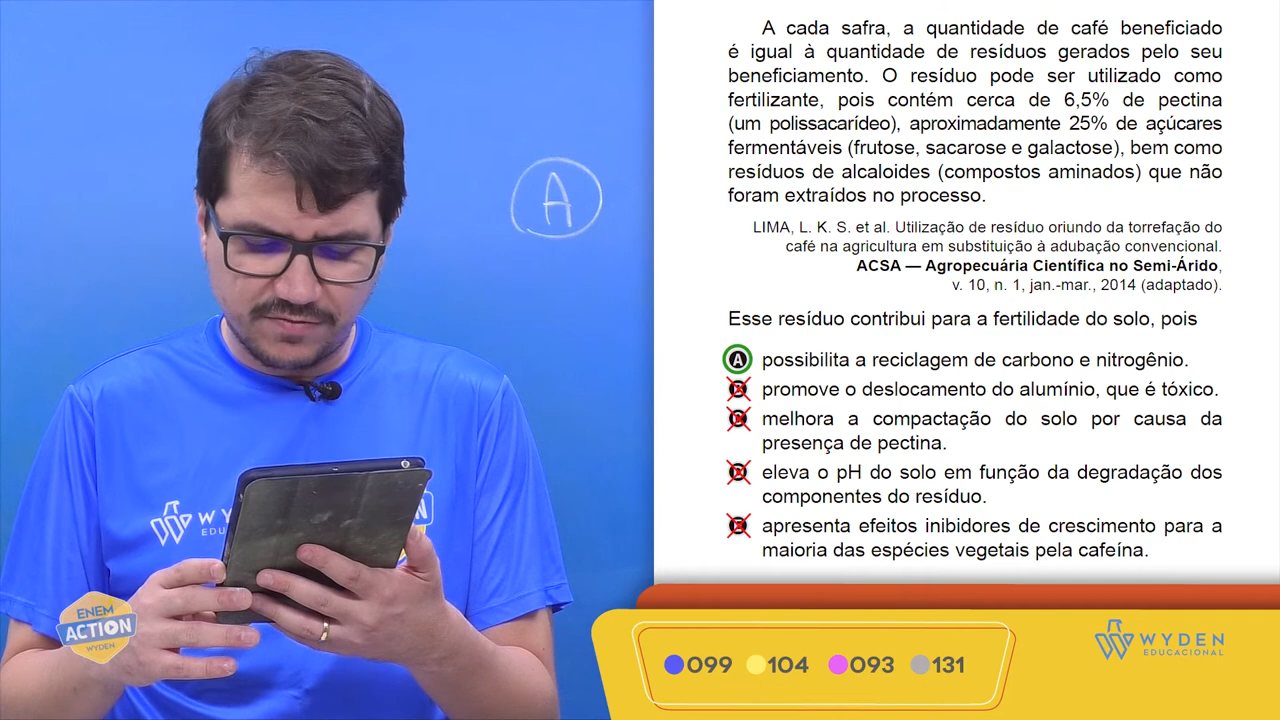 A cada safra, a quantidade de café beneficiado
é igual à quantidade de resíduos gerados pelo seu
beneficiamento. O resíduo pode ser utilizado como
fertilizante, pois contém cerca de 6,5% de pectina
(um polissacarídeo), aproximadamente 25% de açúcares
fermentáveis (frutose, sacarose e galactose), bem como
resíduos de alcaloides (compostos aminados) que não
foram extraídos no processo.
LIMA, L. K. S. et al. Utilização de resíduo oriundo da torrefação do
café na agricultura em substituição à adubação convencional.
ACSA — Agropecuária Científica no Semi-Árido,
v. 10, n. 1, jan.-mar., 2014 (adaptado).
Esse resíduo contribui para a fertilidade do solo, pois
A possibilita a reciclagem de carbono e nitrogênio.
promove o deslocamento do alumínio, que é tóxico.
melhora a compactação do solo por causa da
presença de pectina.
eleva o pH do solo em função da degradação dos
componentes do resíduo.
apresenta efeitos inibidores de crescimento para a
maioria das espécies vegetais pela cafeína.
A
ENEM
ACTION
WYDEN
099 104 093 131
WYDEN
EDUCACIONAL